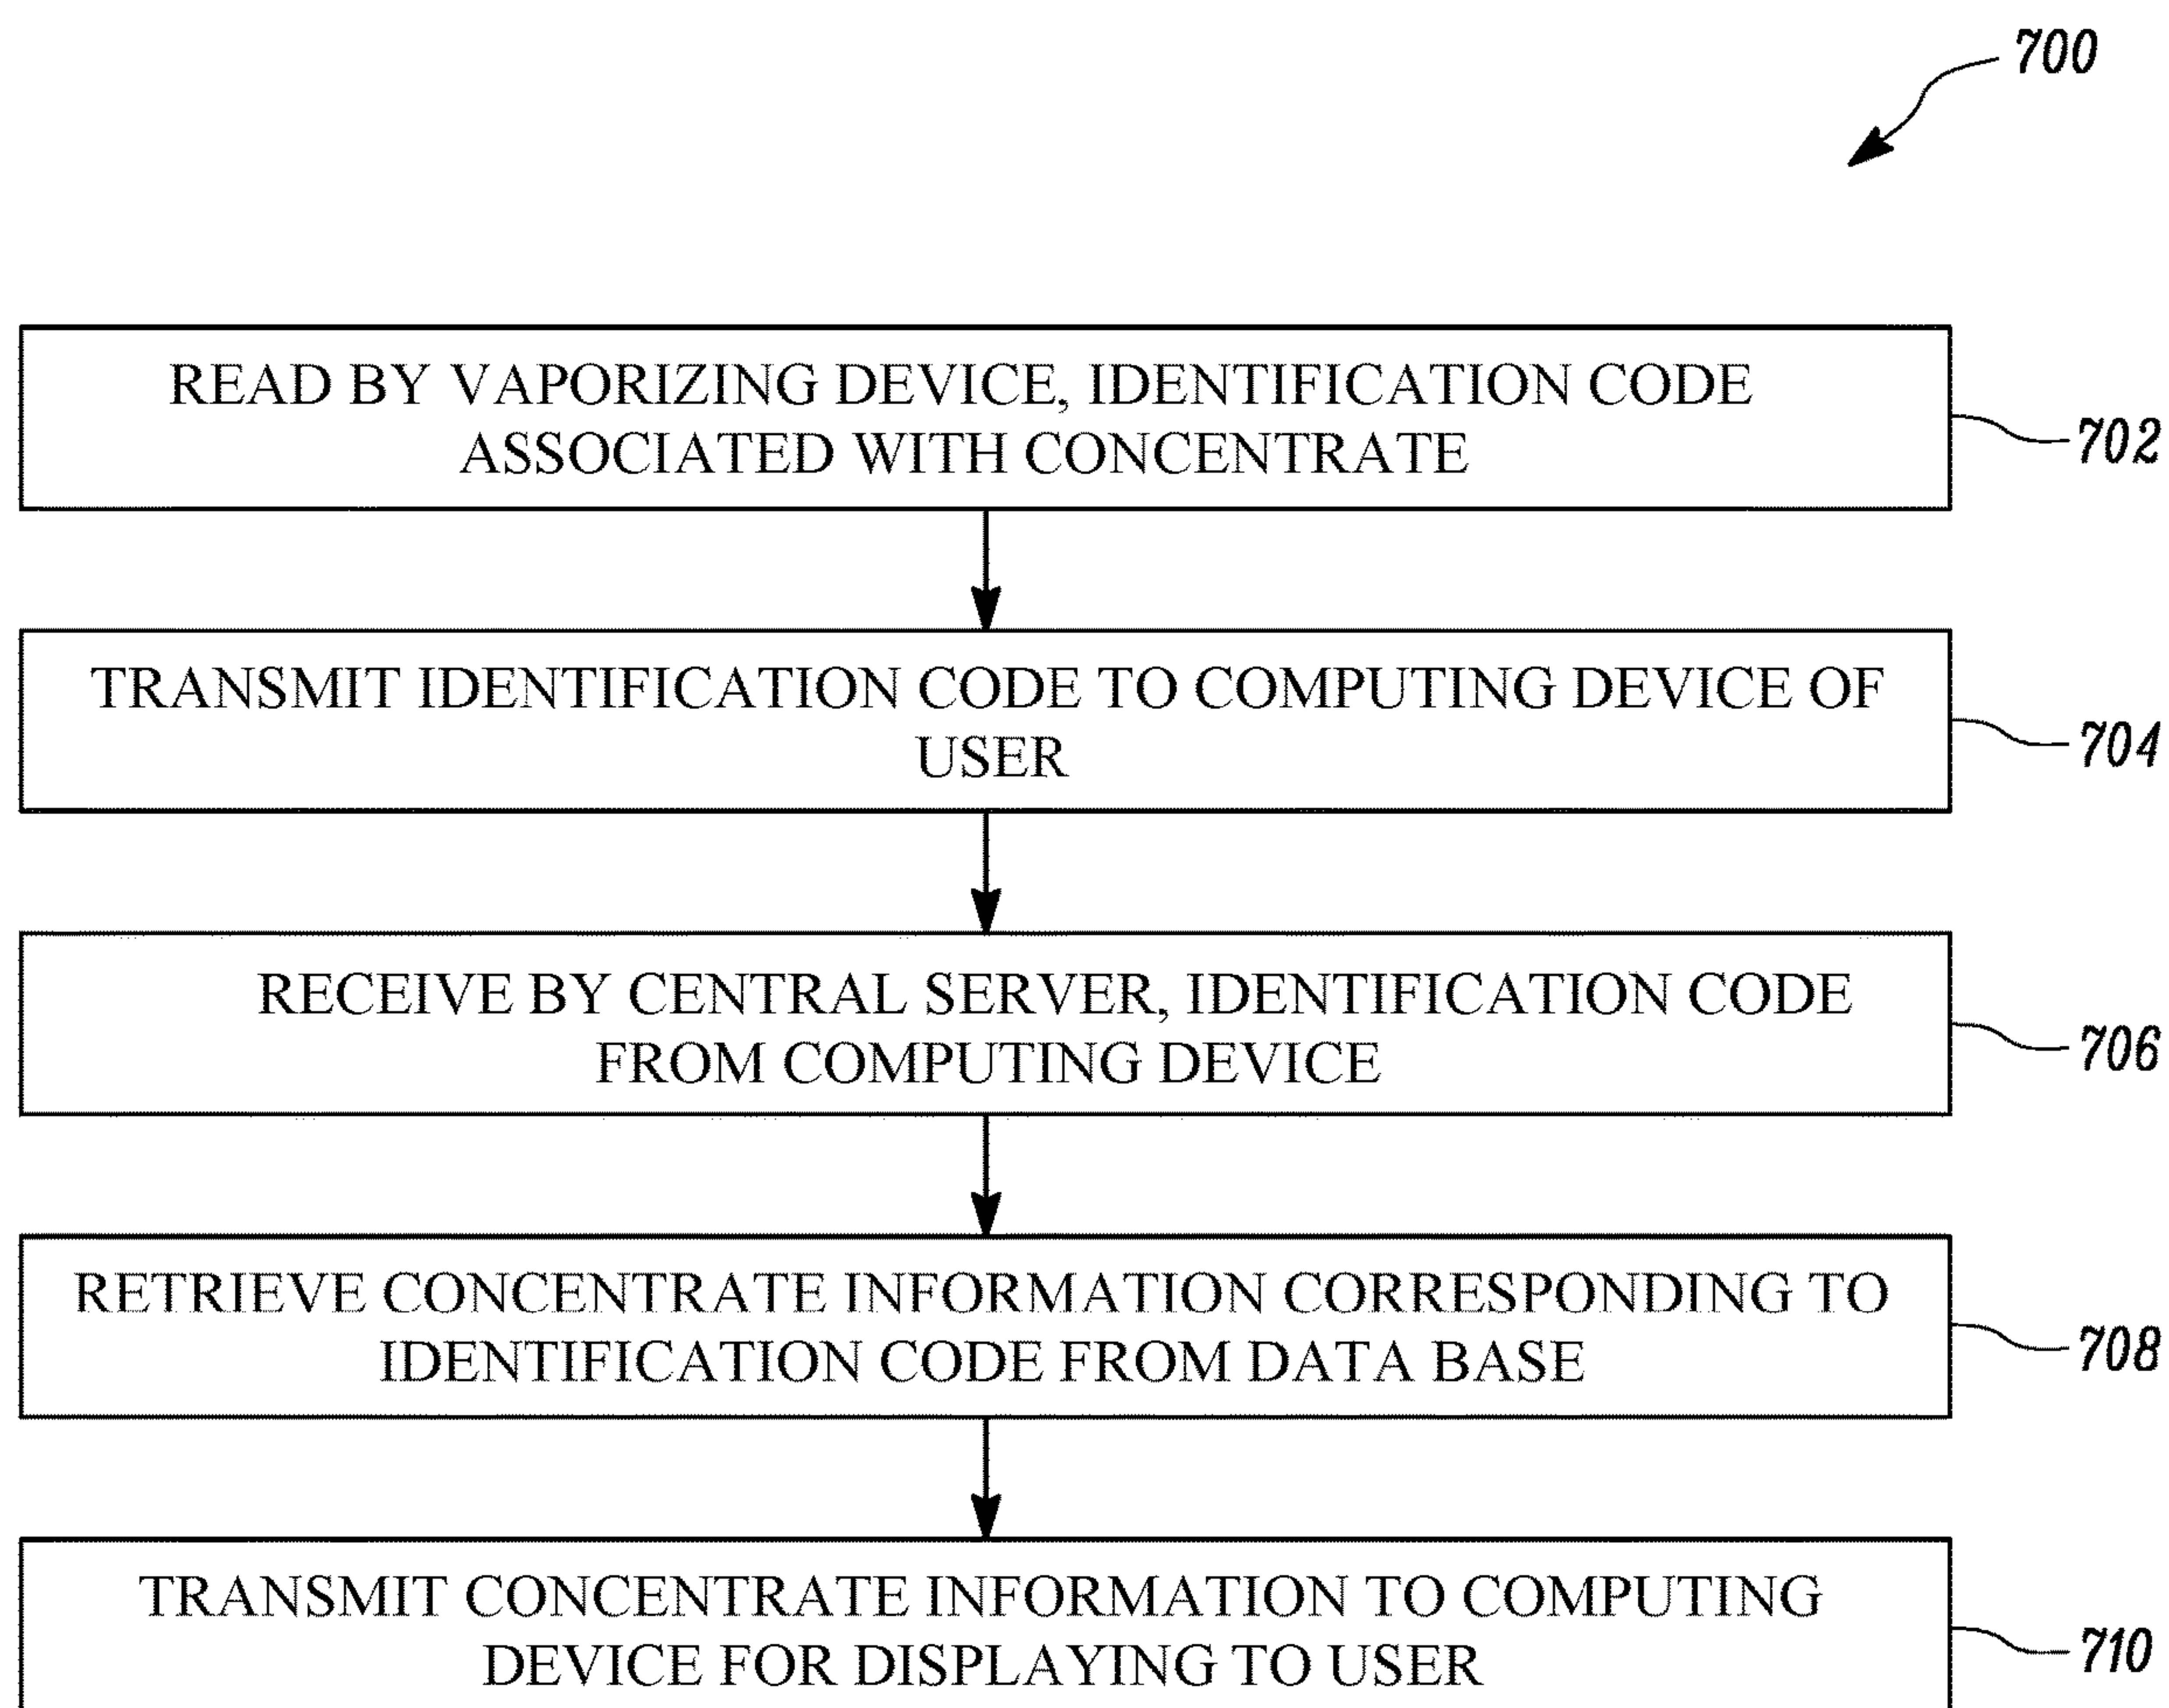 700
READ BY VAPORIZING DEVICE, IDENTIFICATION CODE
ASSOCIATED WITH CONCENTRATE
702
TRANSMIT IDENTIFICATION CODE TO COMPUTING DEVICE OF
USER
704
RECEIVE BY CENTRAL SERVER, IDENTIFICATION CODE
FROM COMPUTING DEVICE
706
RETRIEVE CONCENTRATE INFORMATION CORRESPONDING TO
IDENTIFICATION CODE FROM DATA BASE
708
TRANSMIT CONCENTRATE INFORMATION TO COMPUTING
DEVICE FOR DISPLAYING TO USER
710